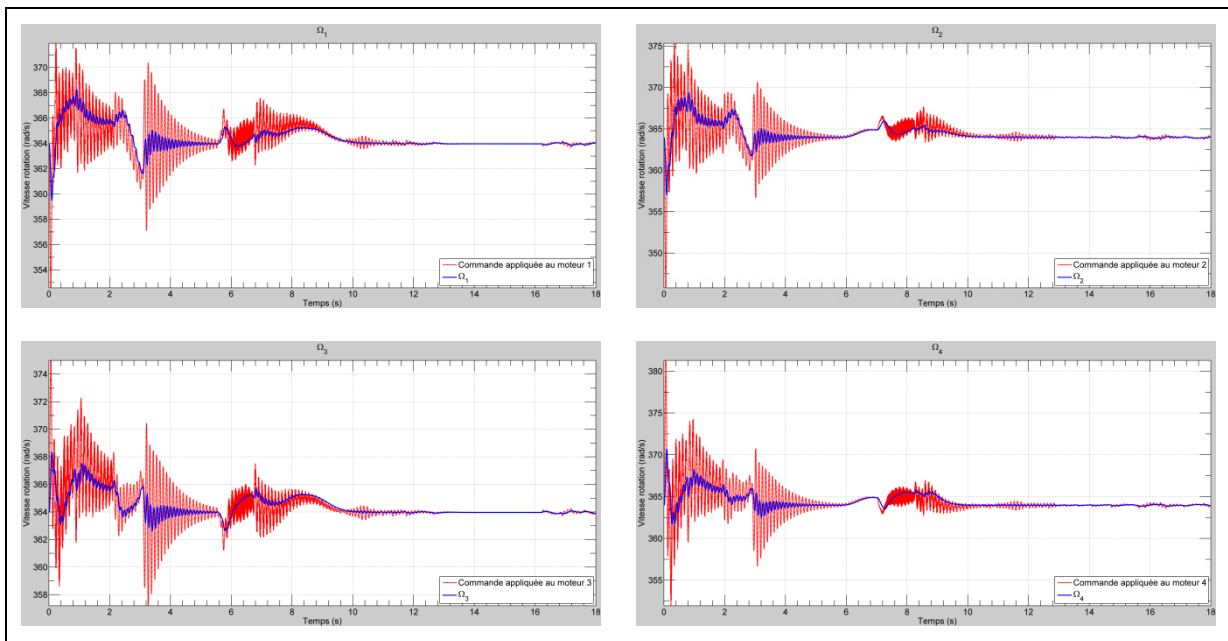 Ω1
Vitesse rotation (rad/s)
370
368
366
364
362
360
358
356
354
0 2 4 6 8 10 12 14 16 18
Temps (s)
Commande appliquée au moteur 1
Ω1
Ω2
Vitesse rotation (rad/s)
375
370
365
360
355
350
0 2 4 6 8 10 12 14 16 18
Temps (s)
Commande appliquée au moteur 2
Ω2
Ω3
Vitesse rotation (rad/s)
374
372
370
368
366
364
362
360
358
0 2 4 6 8 10 12 14 16 18
Temps (s)
Commande appliquée au moteur 3
Ω3
Ω4
Vitesse rotation (rad/s)
380
375
370
365
360
355
0 2 4 6 8 10 12 14 16 18
Temps (s)
Commande appliquée au moteur 4
Ω4